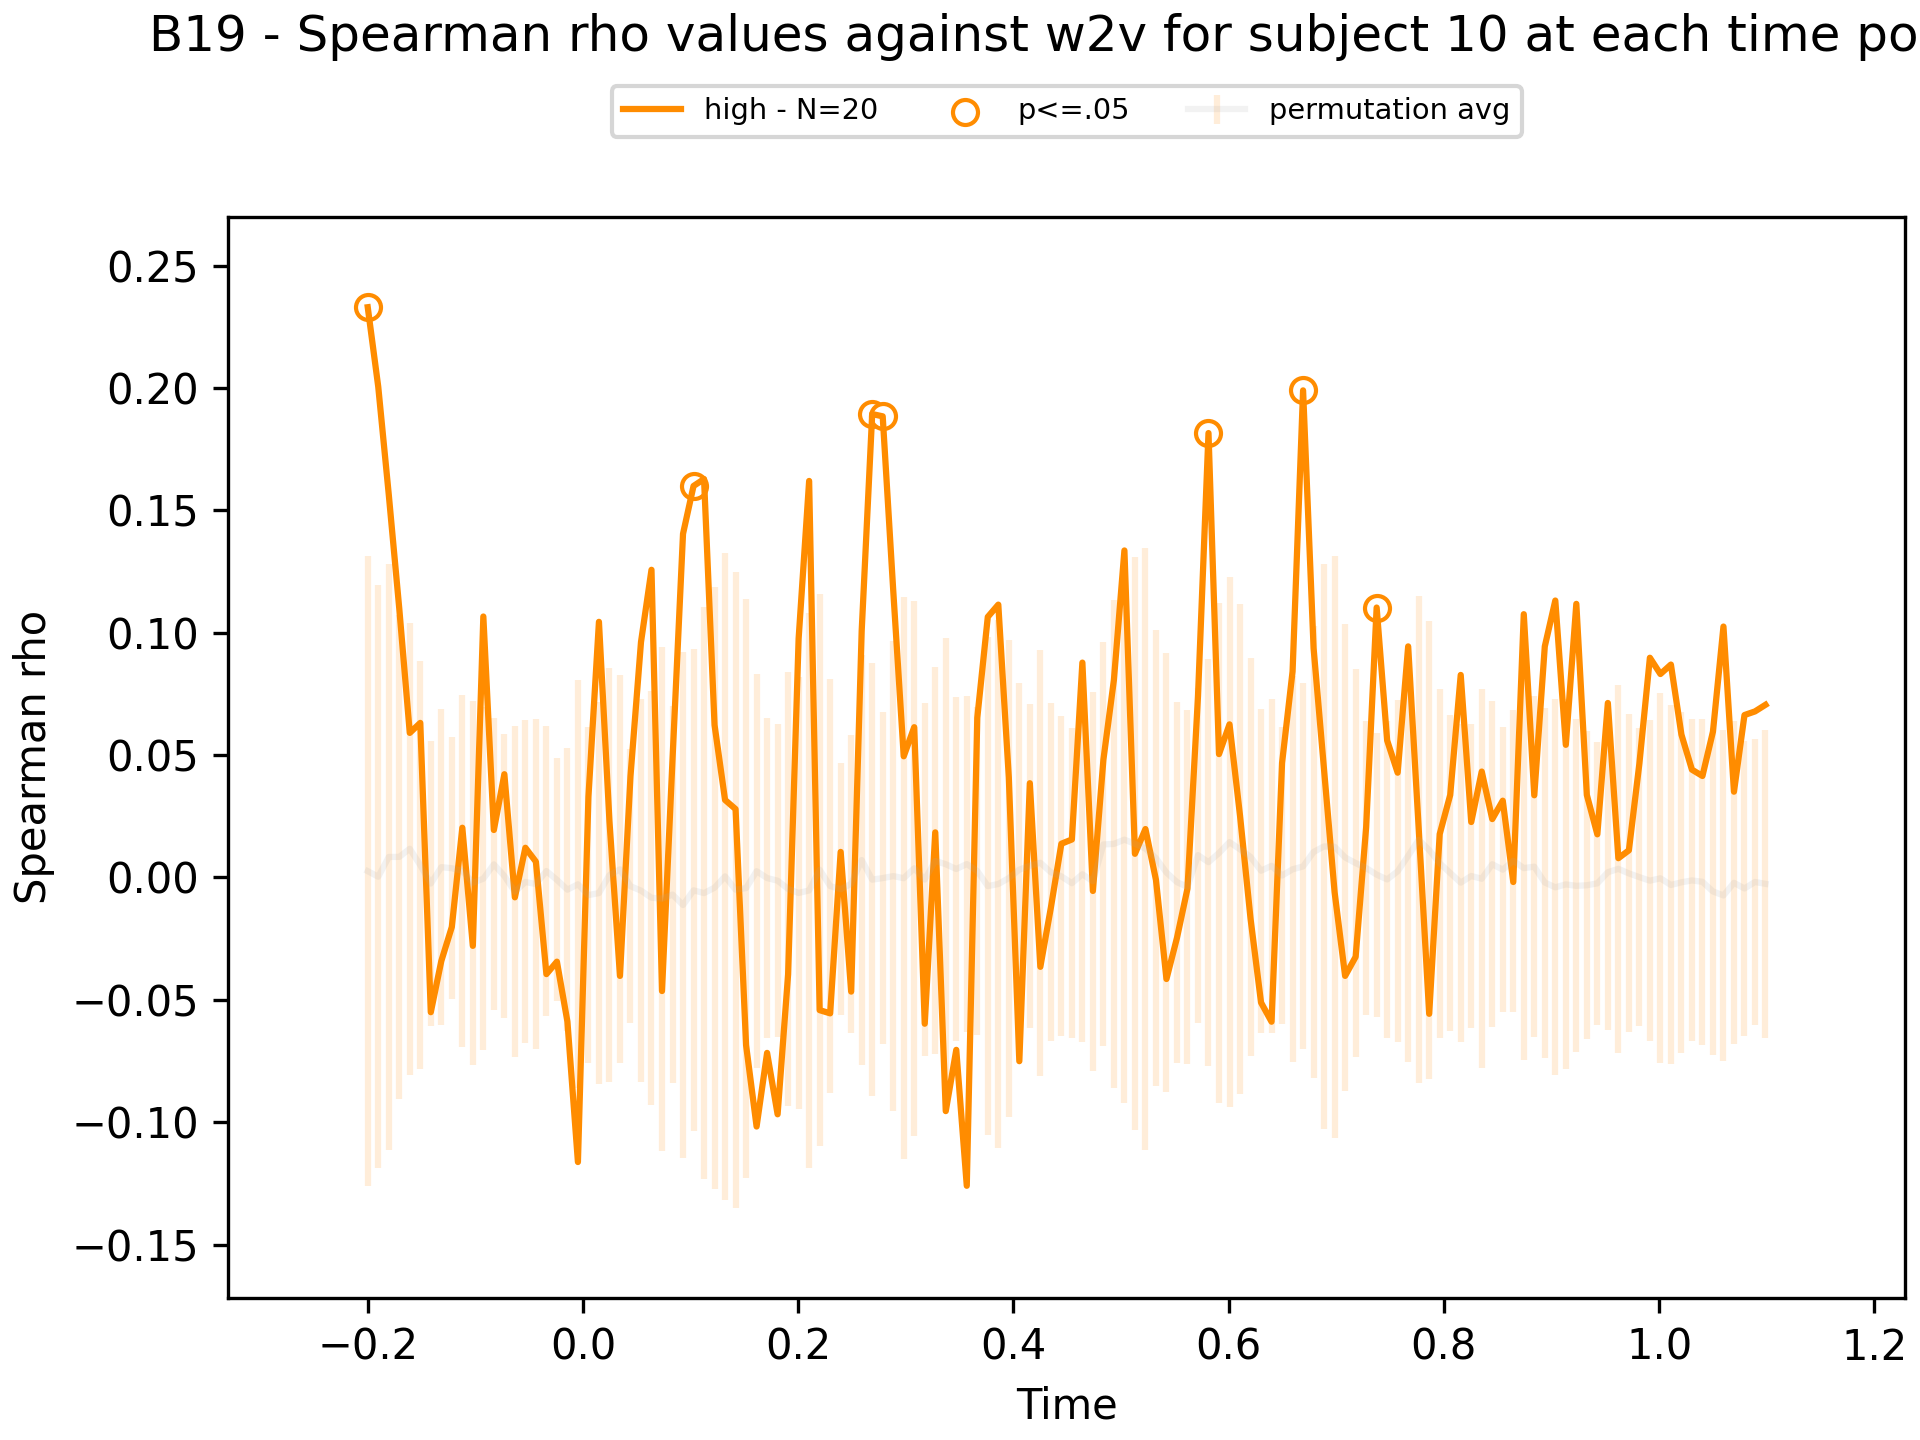 B19 - Spearman rho values against w2v for subject 10 at each time po
high - N=20 p<=.05 permutation avg
0.25
0.20
0.15
0.10
0.05
0.00
−0.05
−0.10
−0.15
Spearman rho
−0.2 0.0 0.2 0.4 0.6 0.8 1.0 1.2
Time